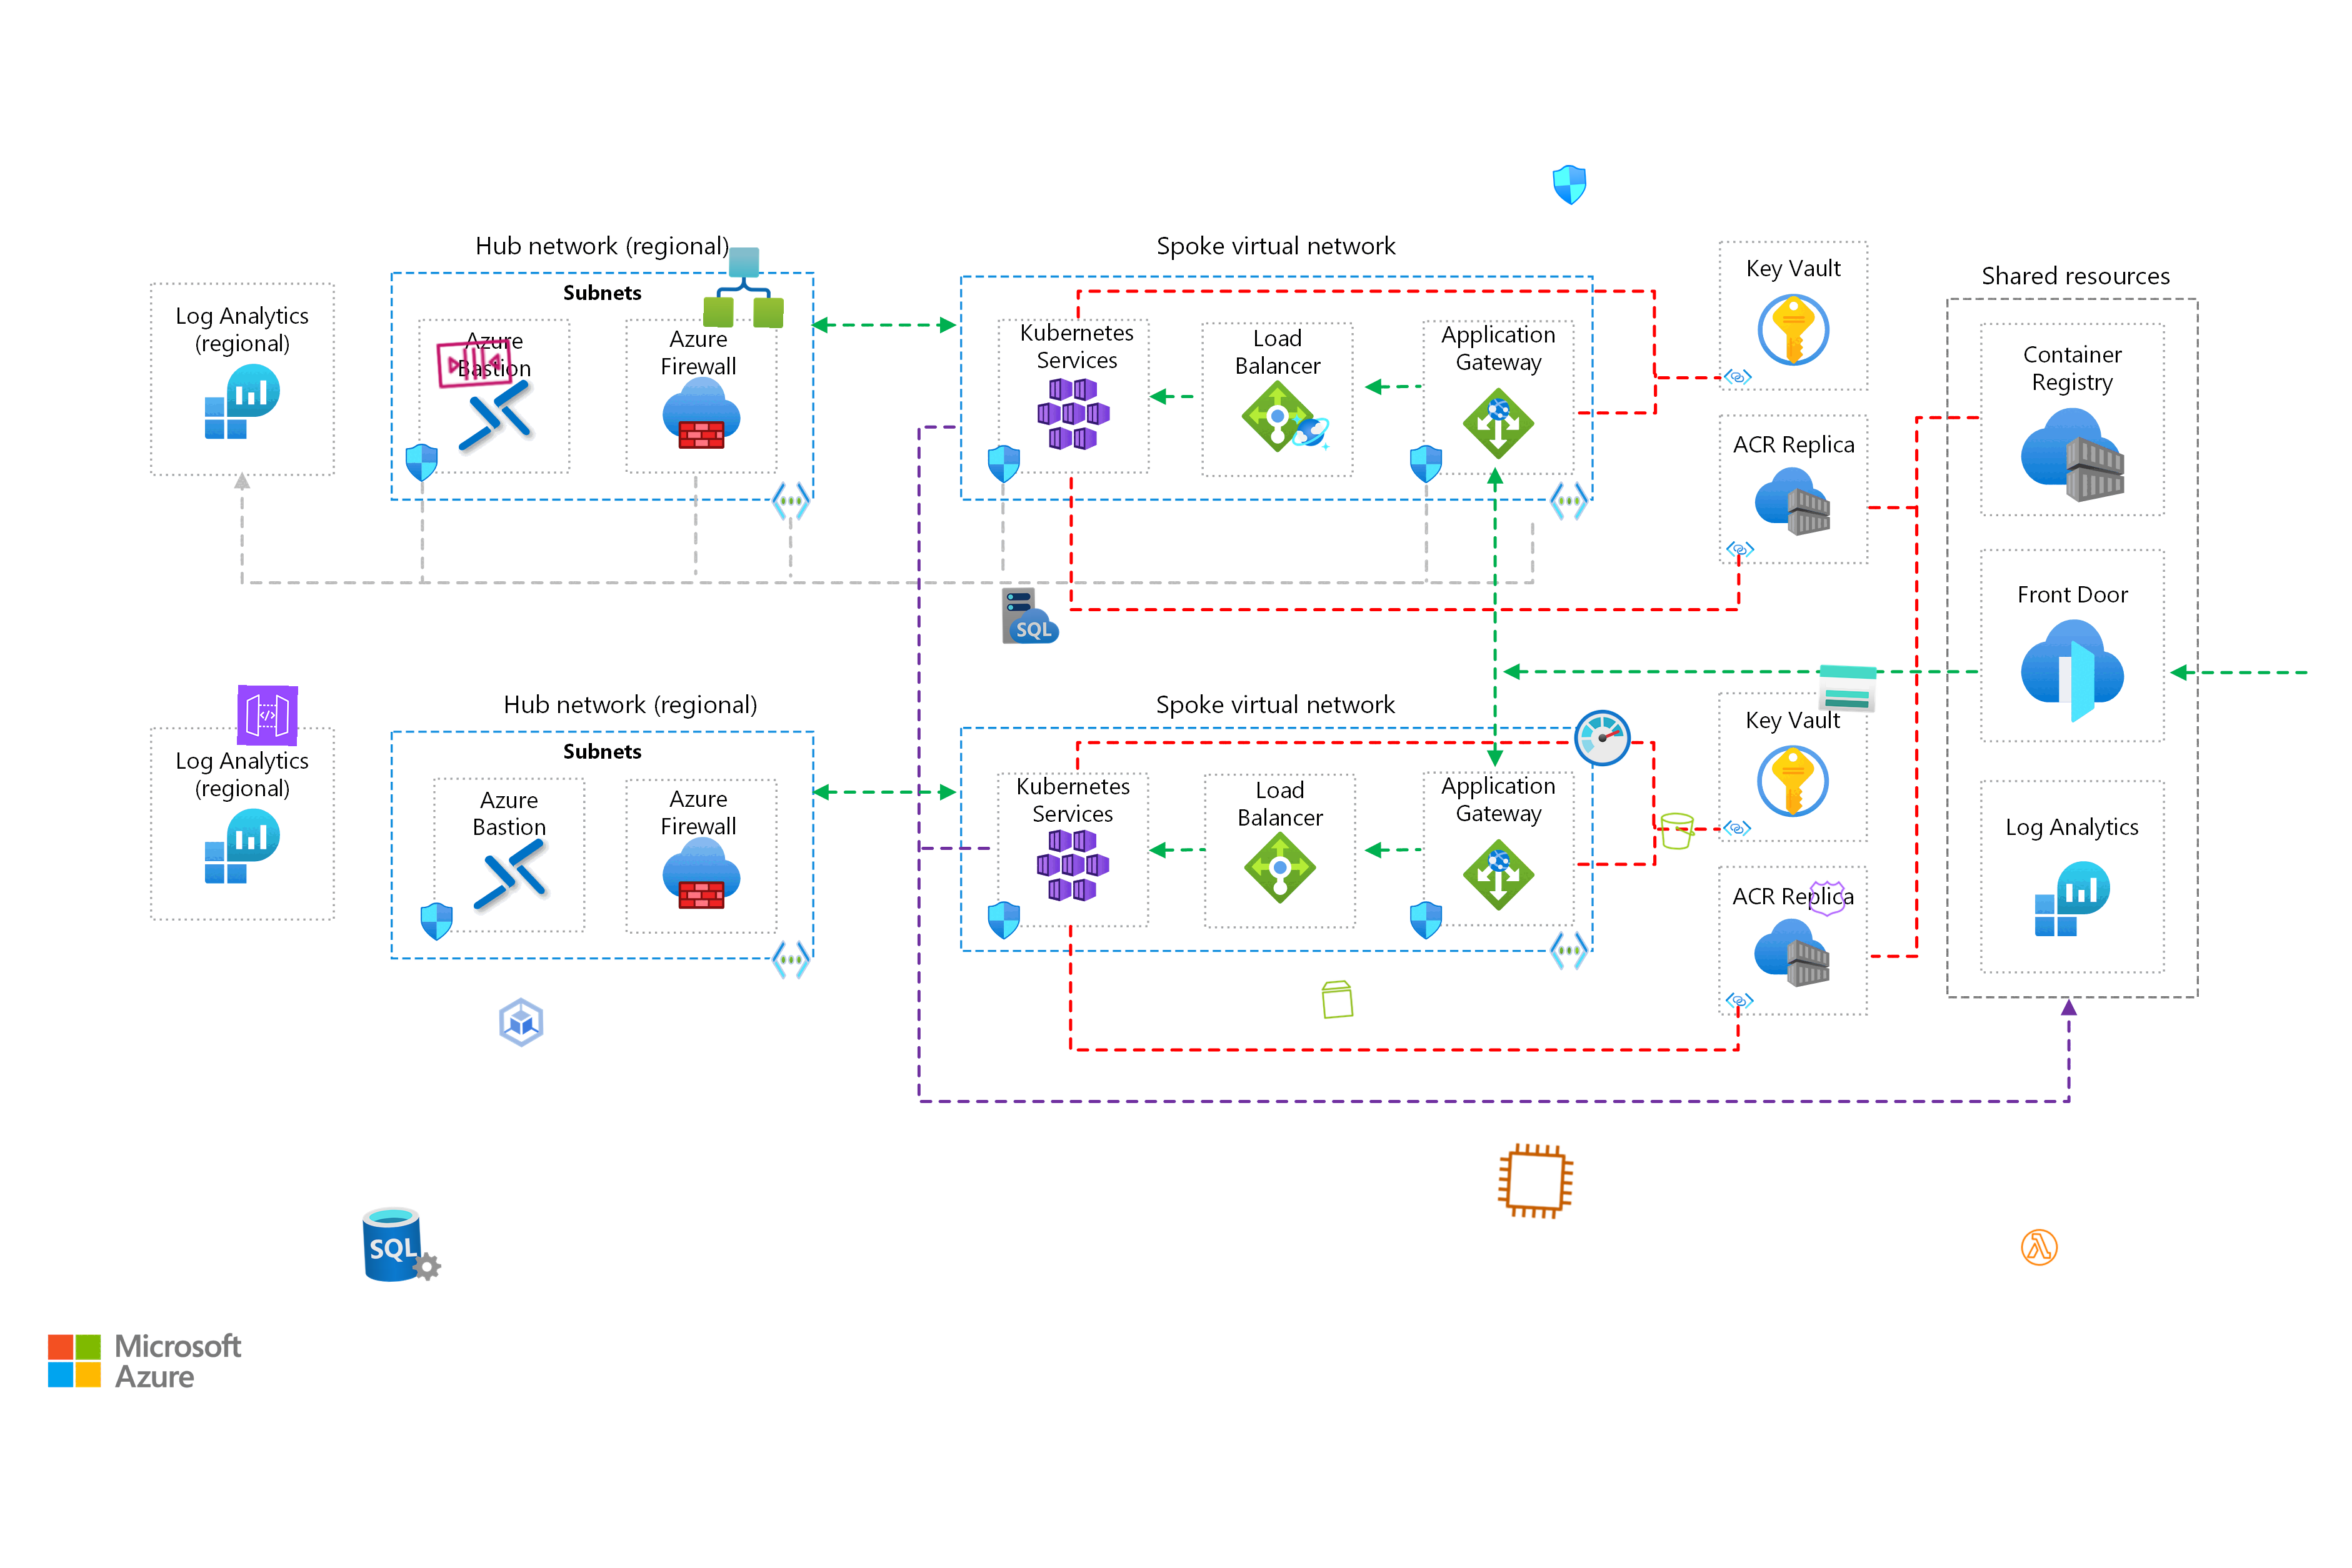 Hub network (regional)
Spoke virtual network
Shared resources
Log Analytics
(regional)
Subnets
Azure
Bastion
Azure
Firewall
Kubernetes
Services
Load
Balancer
Application
Gateway
Key Vault
ACR Replica
Container
Registry
Front Door
SQL
Log Analytics
(regional)
Hub network (regional)
Subnets
Azure
Bastion
Azure
Firewall
Spoke virtual network
Kubernetes
Services
Load
Balancer
Application
Gateway
Key Vault
ACR Replica
Log Analytics
SQL
Microsoft
Azure